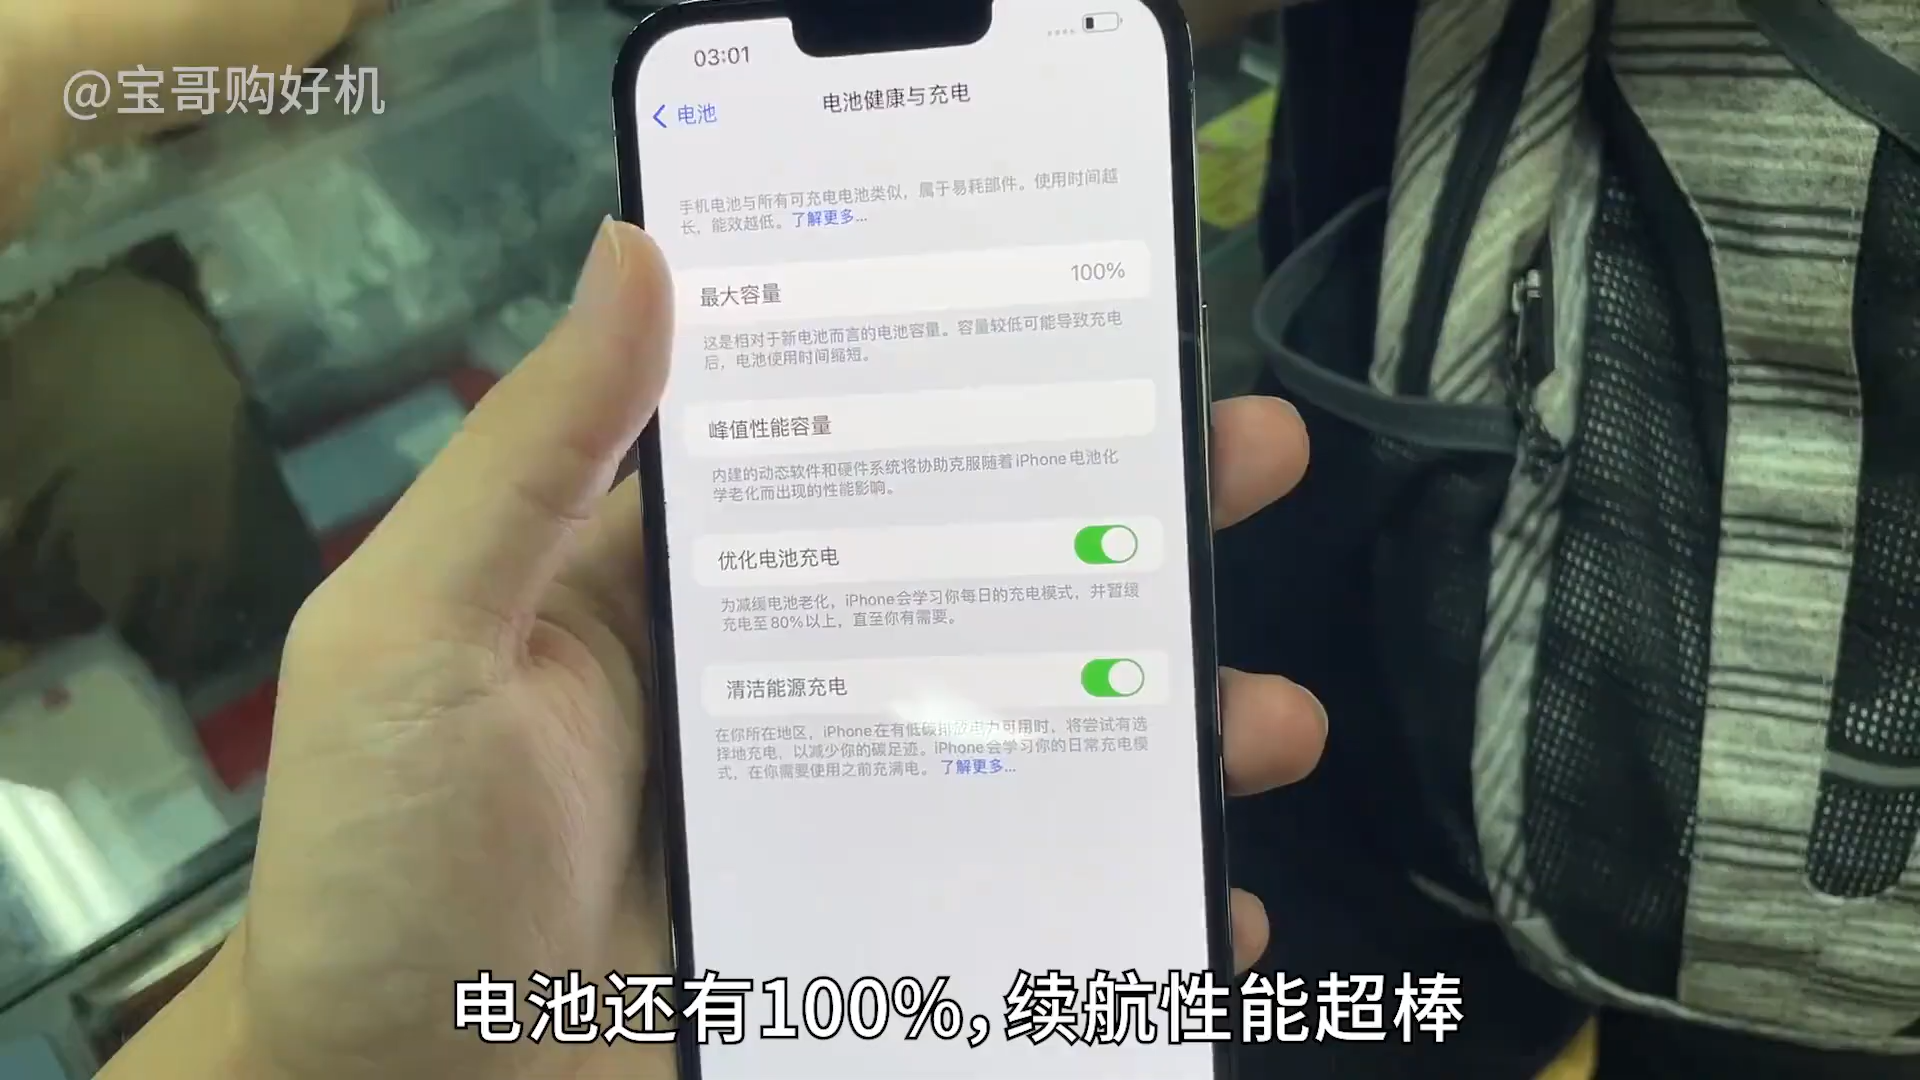 @宝哥购好机
03:01
电池
电池健康与充电
手机电池与所有可充电电池类似，属于易耗部件。使用时间越
长，能效越低。了解更多...
最大容量
100%
这是相对于新电池而言的电池容量。容量较低可能导致充电
后，电池使用时间缩短。
峰值性能容量
内建的动态软件和硬件系统将协助克服随着iPhone电池化
学老化而出现的性能影响。
优化电池充电
为减缓电池老化，iPhone会学习你每日的充电模式，并暂缓
充电至80%以上，直至你有需要。
清洁能源充电
在你所在地区，iPhone在有低碳排放电力可用时，将尝试有选
择地充电，以减少你的碳足迹。iPhone会学习你的日常充电模
式，在你需要使用之前充满电。了解更多...
电池还有100%,续航性能超棒